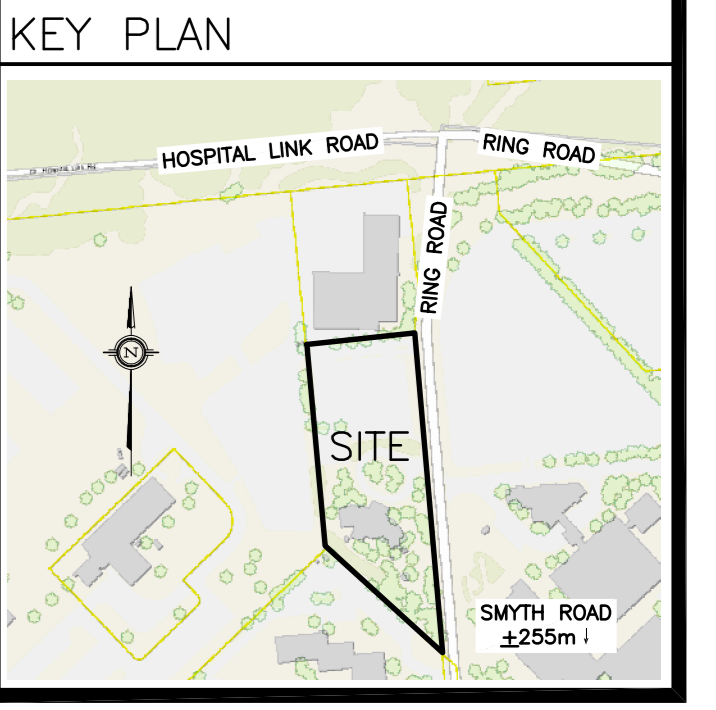 KEY PLAN
HOSPITAL LINK ROAD
RING ROAD
RING ROAD
N
SITE
SMYTH ROAD
±255m ↓